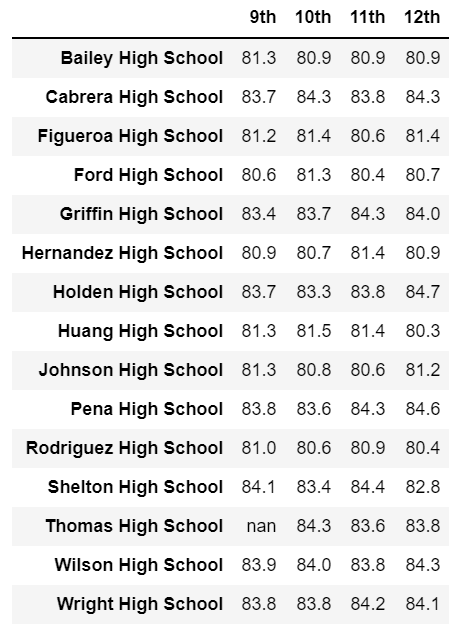 9th 10th 11th 12th
Bailey High School 81.3 80.9 80.9 80.9
Cabrera High School 83.7 84.3 83.8 84.3
Figueroa High School 81.2 81.4 80.6 81.4
Ford High School 80.6 81.3 80.4 80.7
Griffin High School 83.4 83.7 84.3 84.0
Hernandez High School 80.9 80.7 81.4 80.9
Holden High School 83.7 83.3 83.8 84.7
Huang High School 81.3 81.5 81.4 80.3
Johnson High School 81.3 80.8 80.6 81.2
Pena High School 83.8 83.6 84.3 84.6
Rodriguez High School 81.0 80.6 80.9 80.4
Shelton High School 84.1 83.4 84.4 82.8
Thomas High School nan 84.3 83.6 83.8
Wilson High School 83.9 84.0 83.8 84.3
Wright High School 83.8 83.8 84.2 84.1